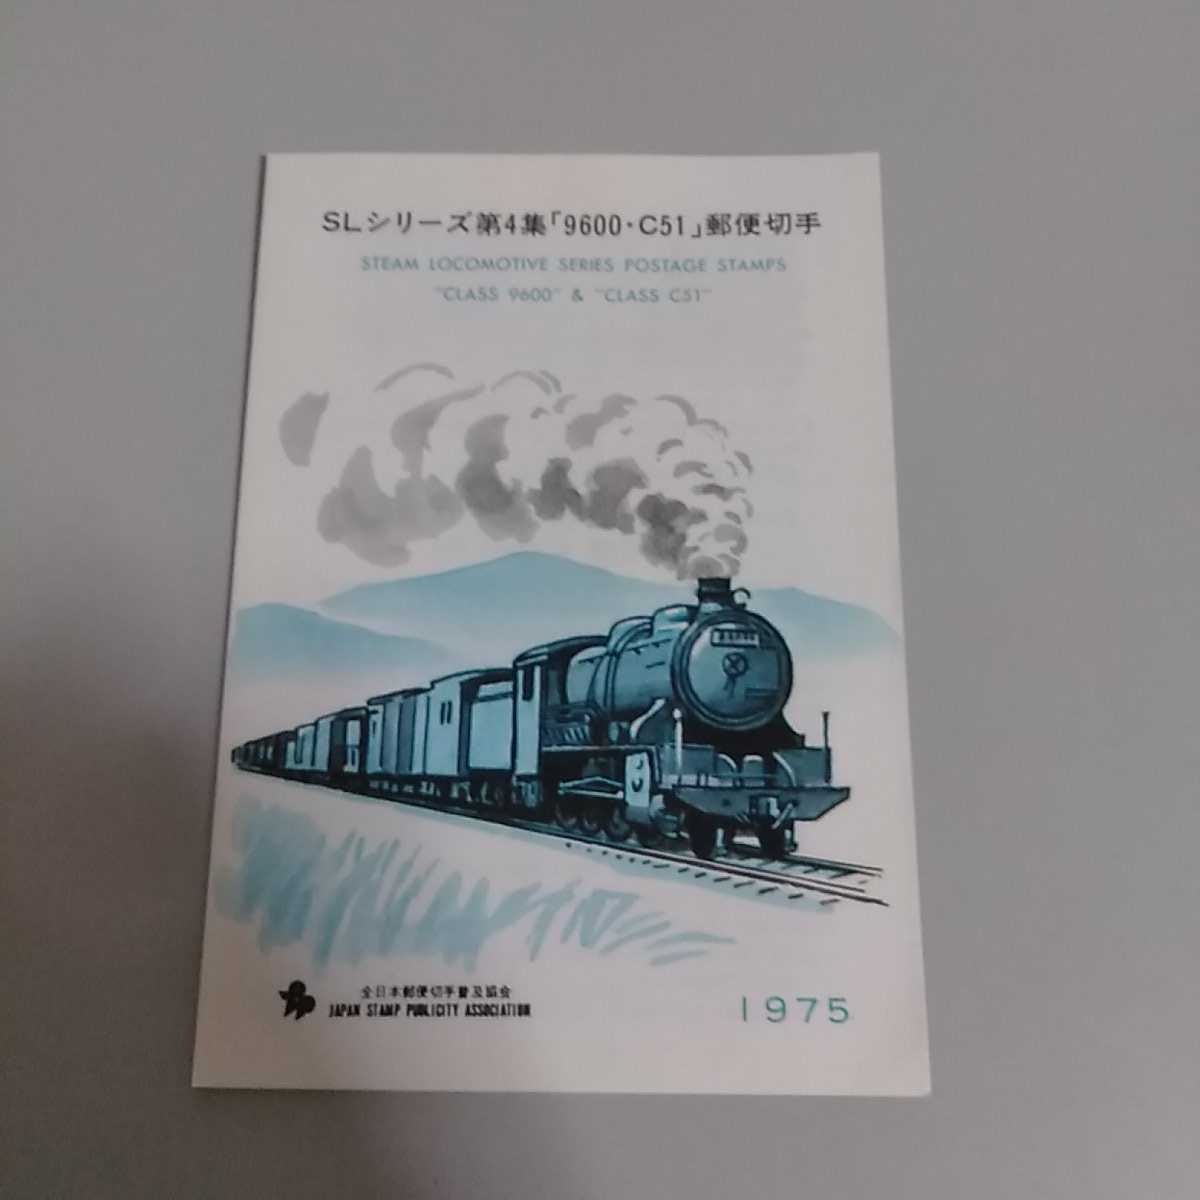 SLシリーズ第4集「9600・C51」郵便切手
STEAM LOCOMOTIVE SERIES POSTAGE STAMPS
"CLASS 9600" & "CLASS C51"
全日本郵便切手普及協会
JAPAN STAMP PUBLICITY ASSOCIATION
1975